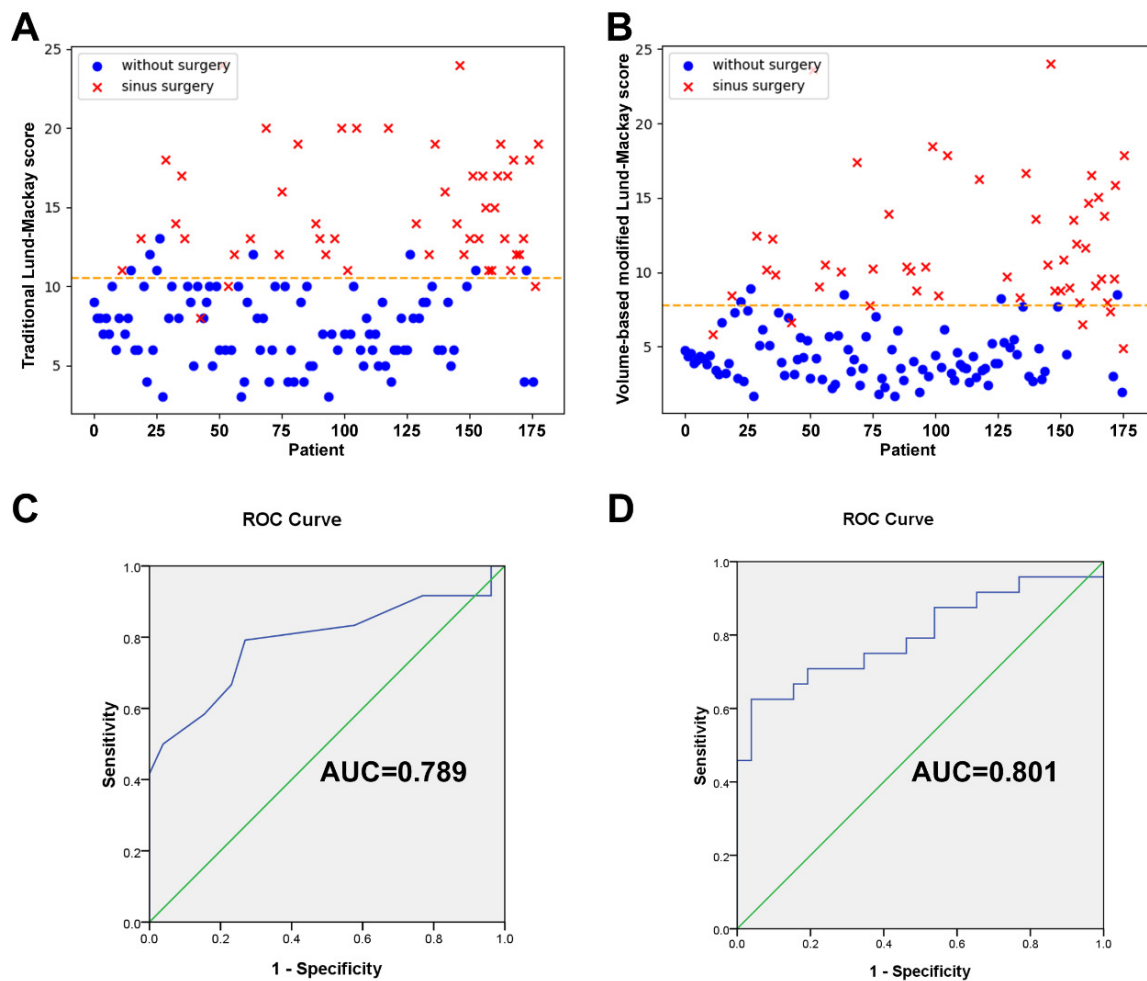 A
25
20
15
10
5
without surgery
sinus surgery
Traditional Lund-Mackay score
0 25 50 75 100 125 150 175
Patient
B
25
20
15
10
5
without surgery
sinus surgery
Volume-based modified Lund-Mackay score
0 25 50 75 100 125 150 175
Patient
C
ROC Curve
1.0
0.8
0.6
0.4
0.2
0.0
Sensitivity
AUC=0.789
0.0 0.2 0.4 0.6 0.8 1.0
1 - Specificity
D
ROC Curve
1.0
0.8
0.6
0.4
0.2
0.0
Sensitivity
AUC=0.801
0.0 0.2 0.4 0.6 0.8 1.0
1 - Specificity